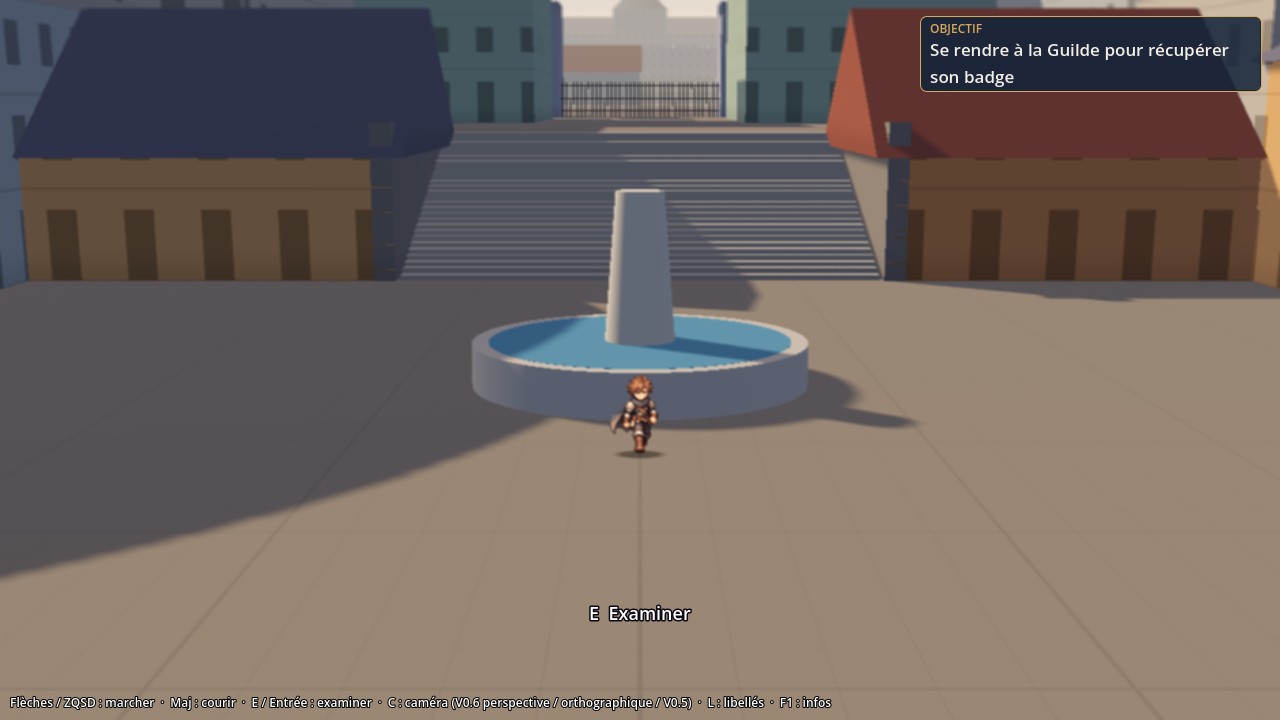 OBJECTIF
Se rendre à la Guilde pour récupérer
son badge
E Examiner
Flèches / ZQSD : marcher · Maj : courir · E / Entrée : examiner · C : caméra (V0.6 perspective / orthographique / V0.5) · L : libellés · F1 : infos